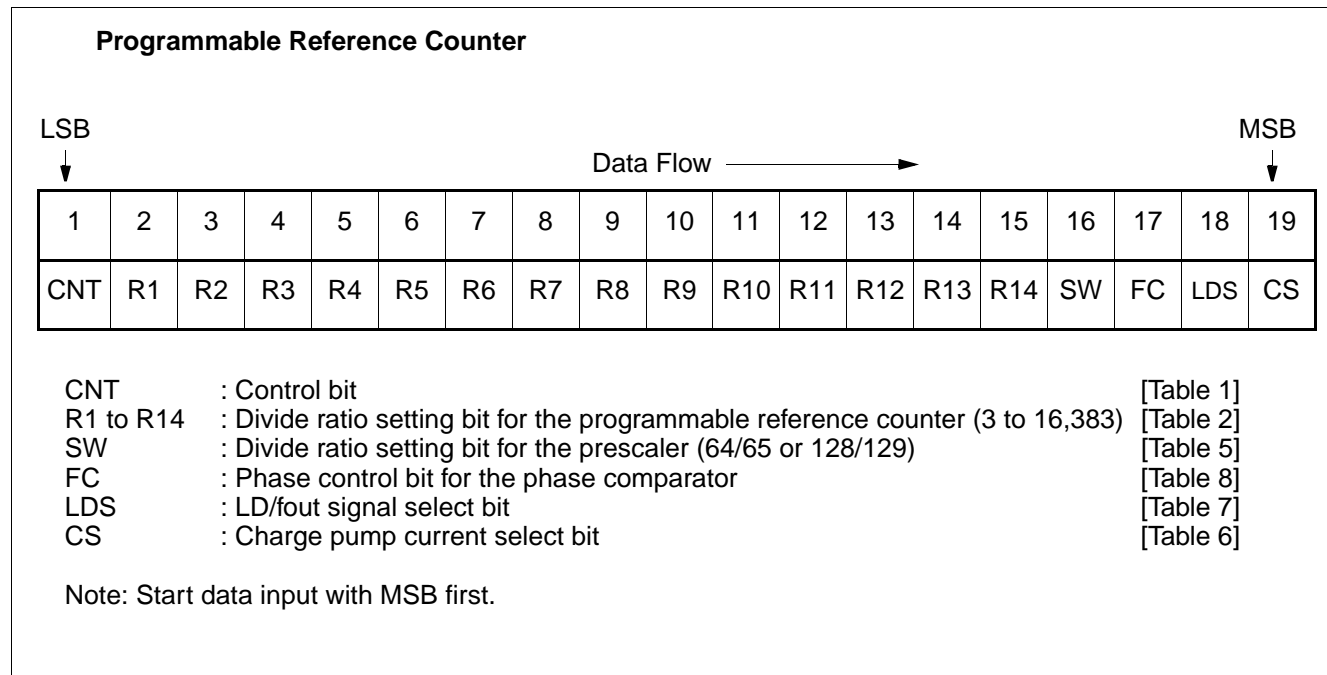 Programmable Reference Counter
LSB MSB
Data Flow
1 2 3 4 5 6 7 8 9 10 11 12 13 14 15 16 17 18 19
CNT R1 R2 R3 R4 R5 R6 R7 R8 R9 R10 R11 R12 R13 R14 SW FC LDS CS
CNT : Control bit [Table 1]
R1 to R14 : Divide ratio setting bit for the programmable reference counter (3 to 16,383) [Table 2]
SW : Divide ratio setting bit for the prescaler (64/65 or 128/129) [Table 5]
FC : Phase control bit for the phase comparator [Table 8]
LDS : LD/fout signal select bit [Table 7]
CS : Charge pump current select bit [Table 6]
Note: Start data input with MSB first.